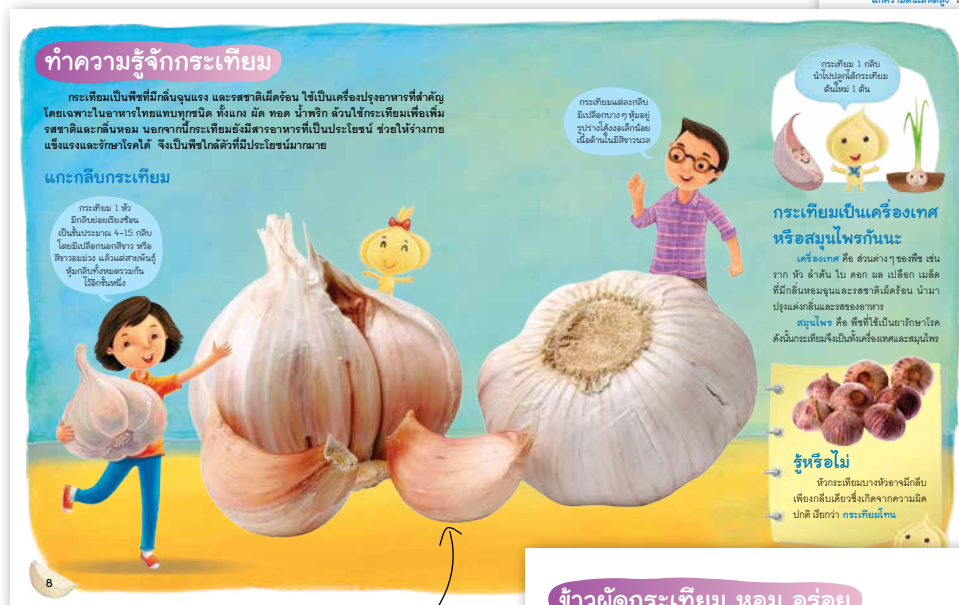 ทำความรู้จักกระเทียม
กระเทียมเป็นพืชที่มีกลิ่นฉุนแรง และรสชาติเผ็ดร้อน ใช้เป็นเครื่องปรุงอาหารที่สำคัญ
โดยเฉพาะในอาหารไทยแทบทุกชนิด ทั้งแกง ผัด ทอด น้ำพริก ล้วนใช้กระเทียมเพื่อเพิ่ม
รสชาติและกลิ่นหอม นอกจากนี้กระเทียมยังมีสารอาหารที่เป็นประโยชน์ ช่วยให้ร่างกาย
แข็งแรงและรักษาโรคได้ จึงเป็นพืชใกล้ตัวที่มีประโยชน์มากมาย
แกะกลีบกระเทียม
กระเทียม 1 หัว
มีกลีบย่อยเรียงซ้อน
เป็นชั้นประมาณ 4-15 กลีบ
โดยมีเปลือกนอกสีขาว หรือ
สีขาวอมม่วง แล้วแต่สายพันธุ์
หุ้มกลีบทั้งหมดรวมกัน
ไว้อีกชั้นหนึ่ง
กระเทียมแต่ละกลีบ
มีเปลือกบาง ๆ หุ้มอยู่
รูปร่างโค้งงอเล็กน้อย
เนื้อด้านในมีสีขาวนวล
กระเทียม 1 กลีบ
นำไปปลูกได้กระเทียม
ต้นใหม่ 1 ต้น
กระเทียมเป็นเครื่องเทศ
หรือสมุนไพรกันนะ
เครื่องเทศ คือ ส่วนต่าง ๆ ของพืช เช่น
ราก หัว ลำต้น ใบ ดอก ผล เปลือก เมล็ด
ที่มีกลิ่นหอมฉุนและรสชาติเผ็ดร้อน นำมา
ปรุงแต่งกลิ่นและรสของอาหาร
สมุนไพร คือ พืชที่ใช้เป็นยารักษาโรค
ดังนั้นกระเทียมจึงเป็นทั้งเครื่องเทศและสมุนไพร
รู้หรือไม่
หัวกระเทียมบางหัวอาจมีกลีบ
เพียงกลีบเดียวซึ่งเกิดจากความผิด
ปกติ เรียกว่า กระเทียมโทน
8
ข้าวผัดกระเทียม หอม อร่อย